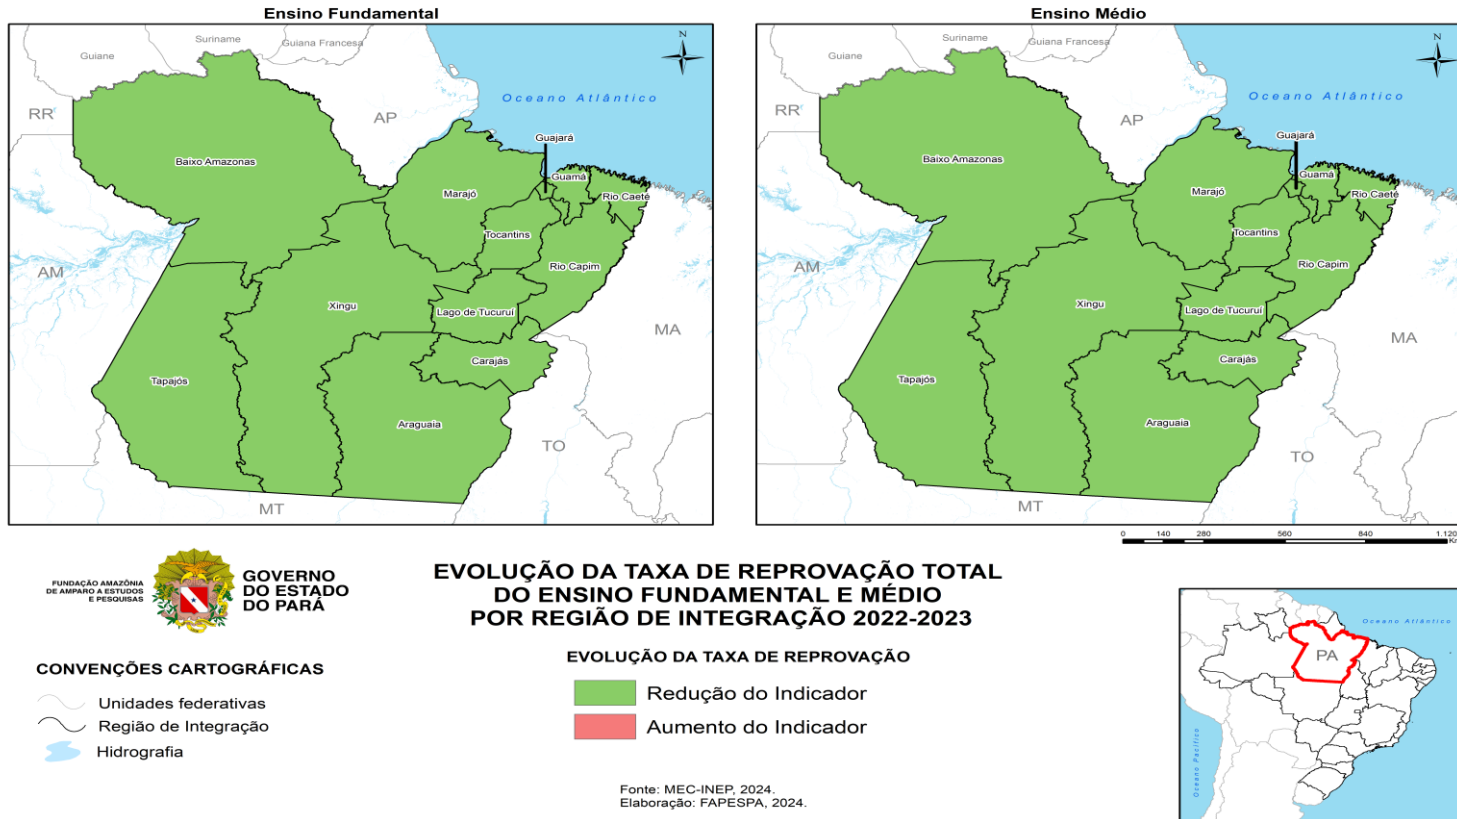 Ensino Fundamental
Guiane
Suriname
Guiana Francesa
N
Oceano Atlântico
RR
AP
Guajará
Baixo Amazonas
Guamá
Marajó
Rio Caeté
Tocantins
AM
Rio Capim
Xingu
Lago de Tucuruí
MA
Carajás
Tapajós
Araguaia
TO
MT
Ensino Médio
Guiane
Suriname
Guiana Francesa
N
Oceano Atlântico
RR
AP
Guajará
Baixo Amazonas
Guamá
Marajó
Rio Caeté
Tocantins
AM
Rio Capim
Xingu
Lago de Tucuruí
MA
Carajás
Tapajós
Araguaia
TO
MT
0 140 280 560 840 1.120
Km
FUNDAÇÃO AMAZÔNIA
DE AMPARO A ESTUDOS
E PESQUISAS
GOVERNO
DO ESTADO
DO PARÁ
EVOLUÇÃO DA TAXA DE REPROVAÇÃO TOTAL
DO ENSINO FUNDAMENTAL E MÉDIO
POR REGIÃO DE INTEGRAÇÃO 2022-2023
CONVENÇÕES CARTOGRÁFICAS
Unidades federativas
Região de Integração
Hidrografia
EVOLUÇÃO DA TAXA DE REPROVAÇÃO
Redução do Indicador
Aumento do Indicador
Fonte: MEC-INEP, 2024.
Elaboração: FAPESPA, 2024.
Oceano Atlântico
PA
Oceano Pacífico